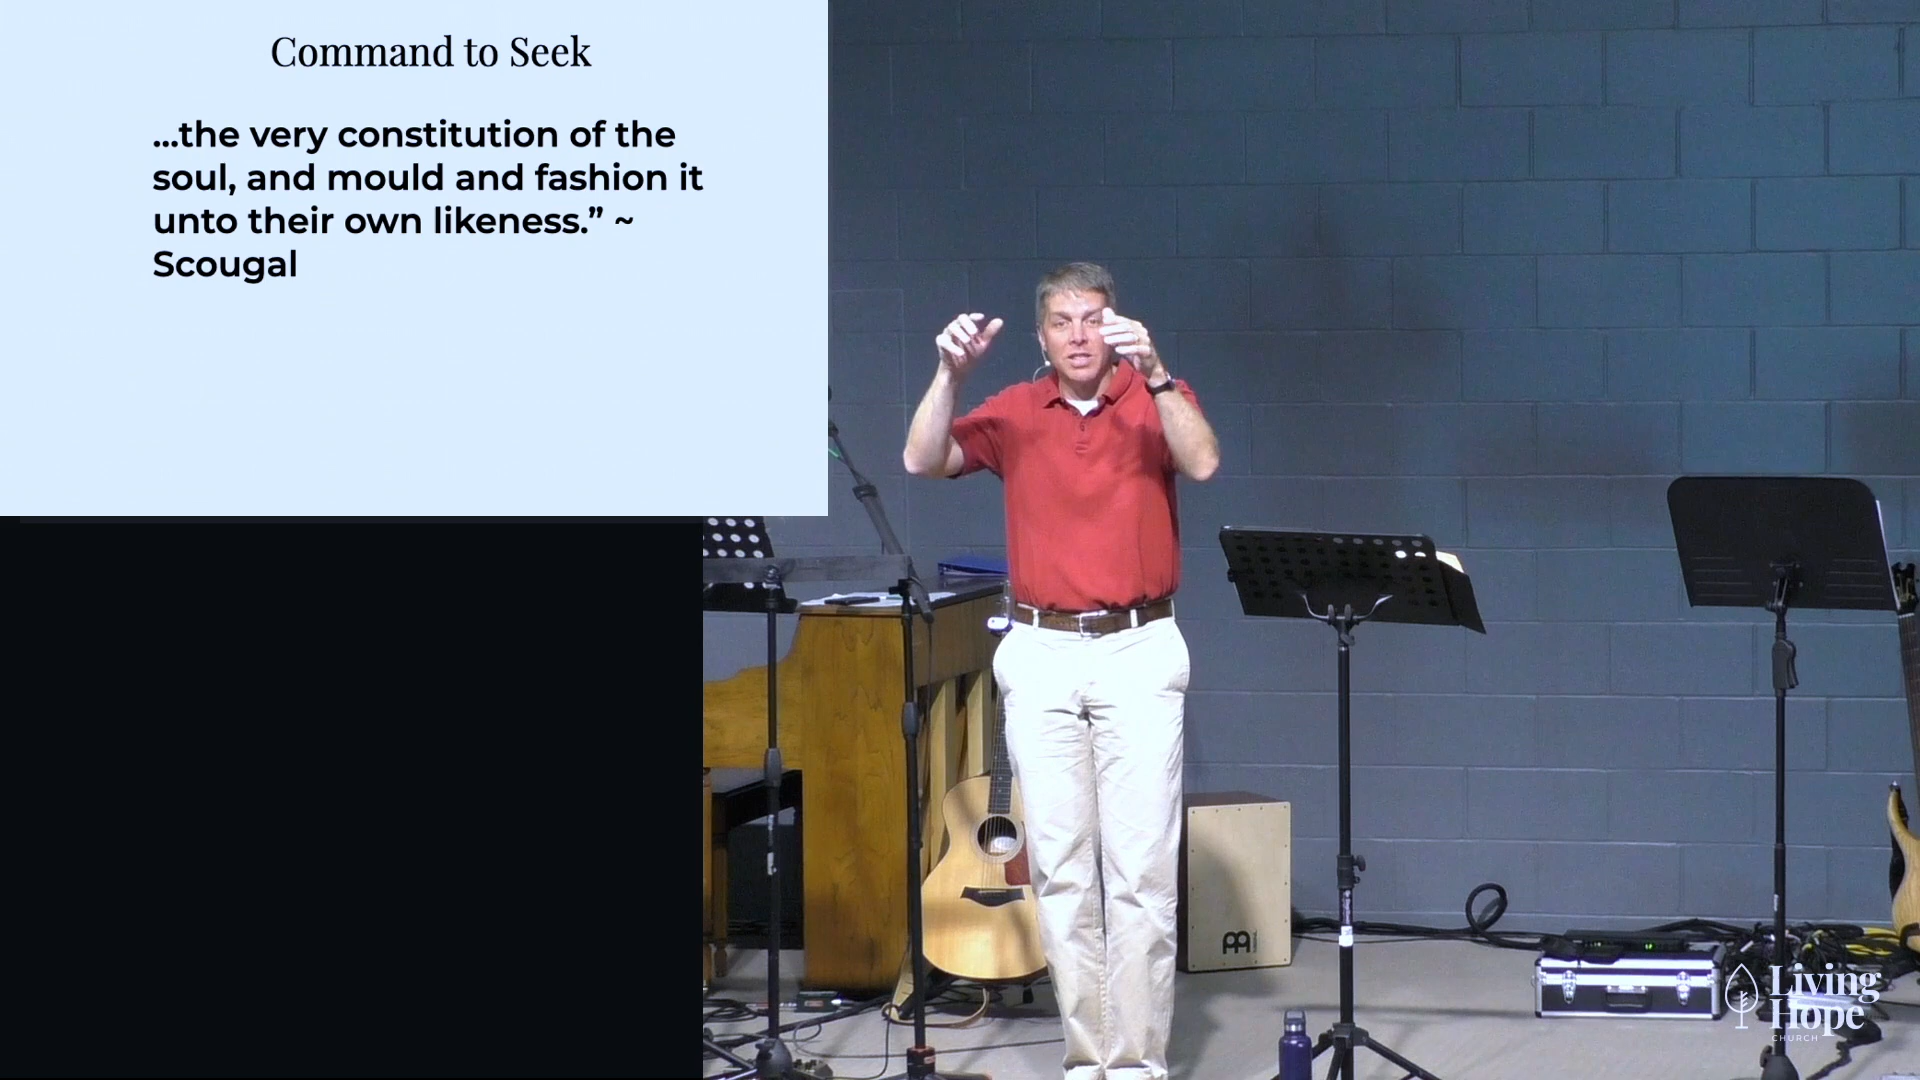 Command to Seek
...the very constitution of the
soul, and mould and fashion it
unto their own likeness.” ~
Scougal
Living
Hope
CHURCH